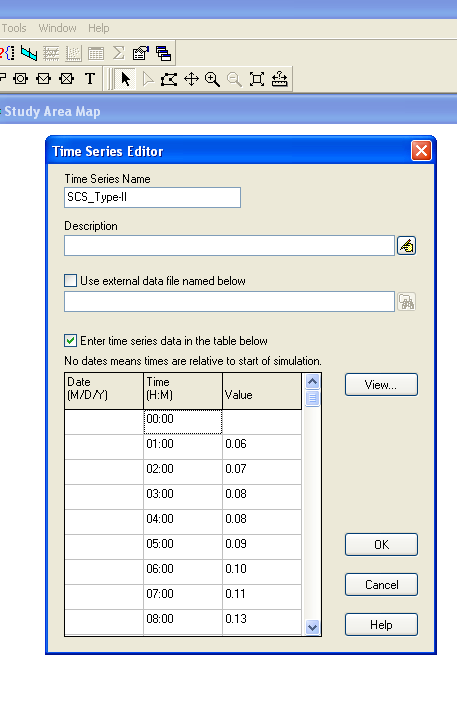 Tools Window Help
T
Study Area Map
Time Series Editor
Time Series Name
SCS_Type-II
Description
Use external data file named below
Enter time series data in the table below
No dates means times are relative to start of simulation.
Date Time
(M/D/Y) (H:M) Value
00:00
01:00 0.06
02:00 0.07
03:00 0.08
04:00 0.08
05:00 0.09
06:00 0.10
07:00 0.11
08:00 0.13
View...
OK
Cancel
Help